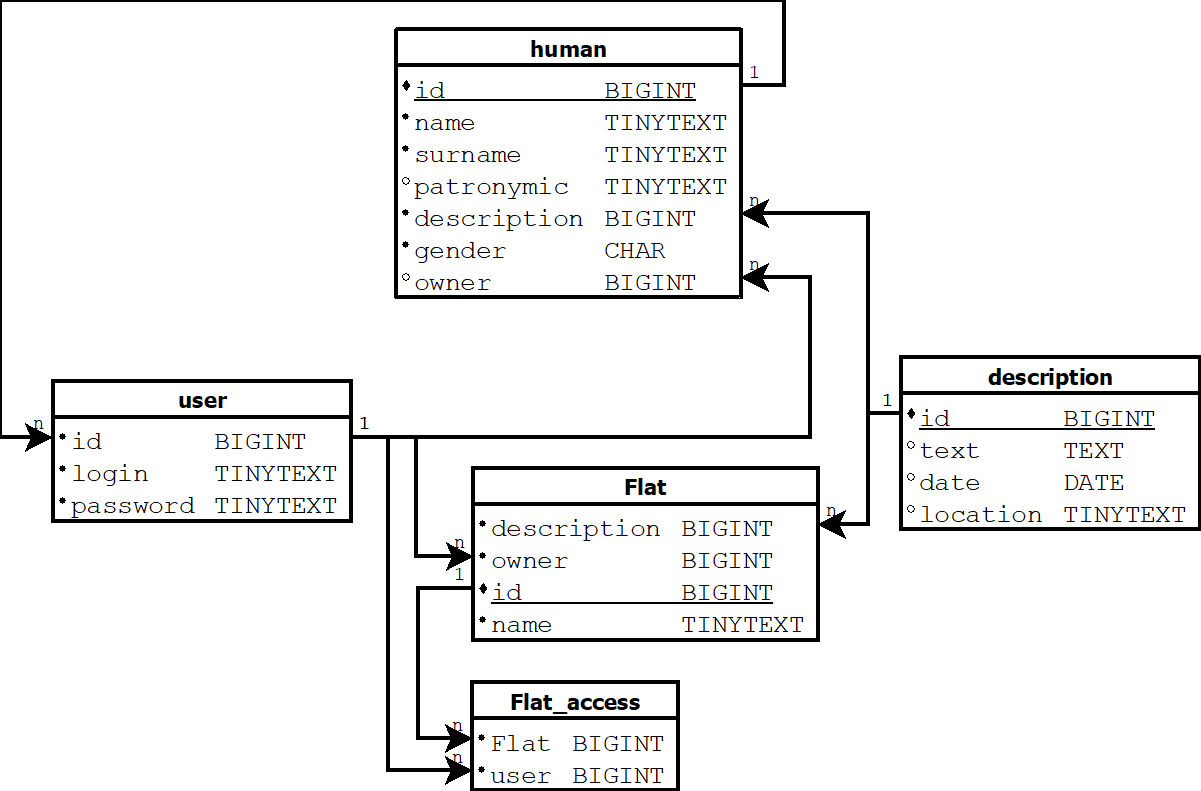 human
1
id BIGINT
name TINYTEXT
surname TINYTEXT
patronymic TINYTEXT
n
description BIGINT
gender CHAR
n
owner BIGINT
description
1
id BIGINT
text TEXT
date DATE
location TINYTEXT
user
n
1
id BIGINT
login TINYTEXT
password TINYTEXT
Flat
n
description BIGINT
n
owner BIGINT
1
id BIGINT
name TINYTEXT
Flat_access
n
Flat BIGINT
n
user BIGINT